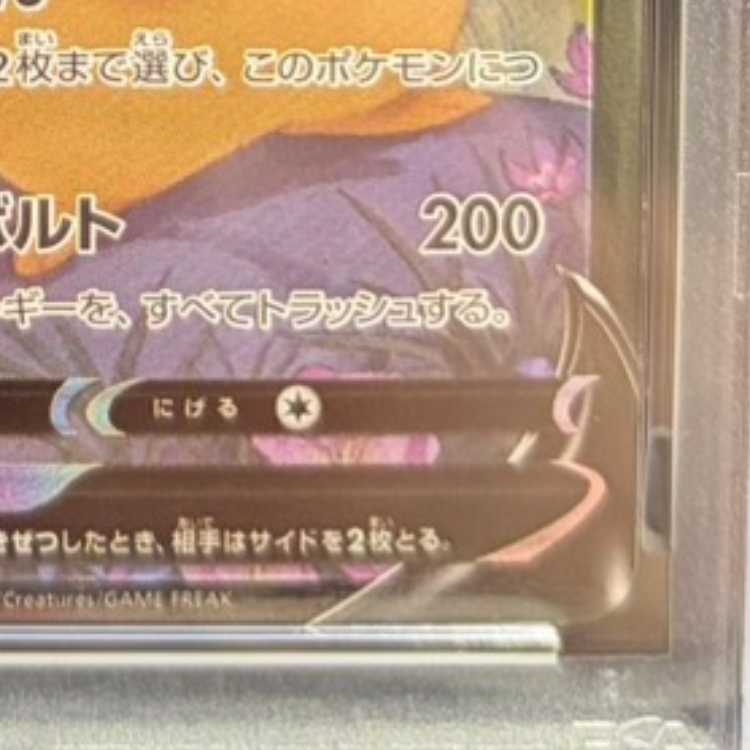 2枚まで選び、このポケモンにつ
ボルト 200
ギーを、すべてトラッシュする。
にげる
きぜつしたとき、相手はサイドを2枚とる。
/Creatures/GAME FREAK